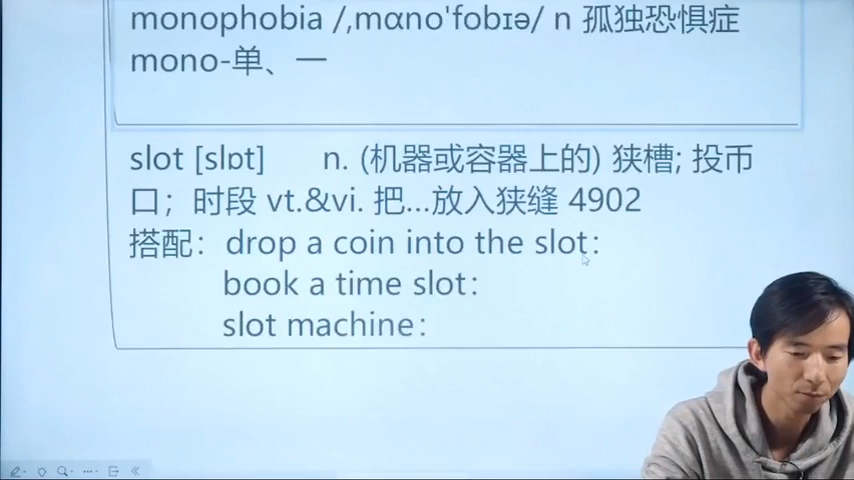 monophobia /ˌmɑno'fobɪə/ n 孤独恐惧症
mono-单、一
slot [slɒt] n. (机器或容器上的) 狭槽; 投币
口；时段 vt.&vi. 把...放入狭缝 4902
搭配：drop a coin into the slot:
book a time slot:
slot machine: